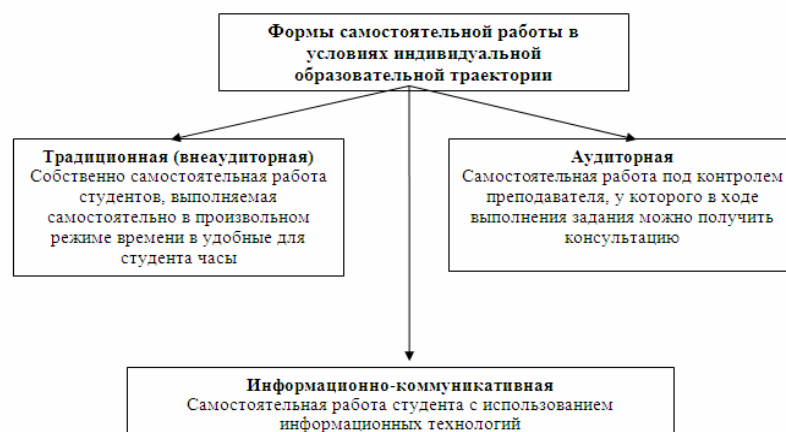 Формы самостоятельной работы в
условиях индивидуальной
образовательной траектории
Традиционная (внеаудиторная)
Собственно самостоятельная работа
студентов, выполняемая
самостоятельно в произвольном
режиме времени в удобные для
студента часы
Аудиторная
Самостоятельная работа под контролем
преподавателя, у которого в ходе
выполнения задания можно получить
консультацию
Информационно-коммуникативная
Самостоятельная работа студента с использованием
информационных технологий